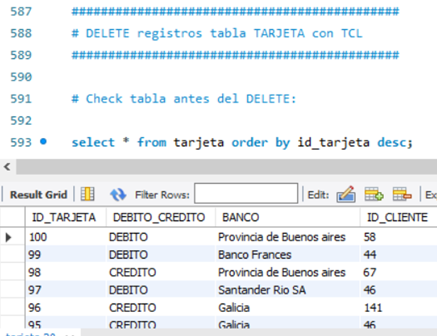 587 ############################################
588 # DELETE registros tabla TARJETA con TCL
589 ############################################
590
591 # Check tabla antes del DELETE:
592
593 select * from tarjeta order by id_tarjeta desc;
Result Grid Filter Rows: Edit:
ID_TARJETA DEBITO_CREDITO BANCO ID_CLIENTE
100 DEBITO Provincia de Buenos aires 58
99 DEBITO Banco Frances 44
98 CREDITO Provincia de Buenos aires 67
97 DEBITO Santander Rio SA 46
96 CREDITO Galicia 141
95 CREDITO Galicia 46